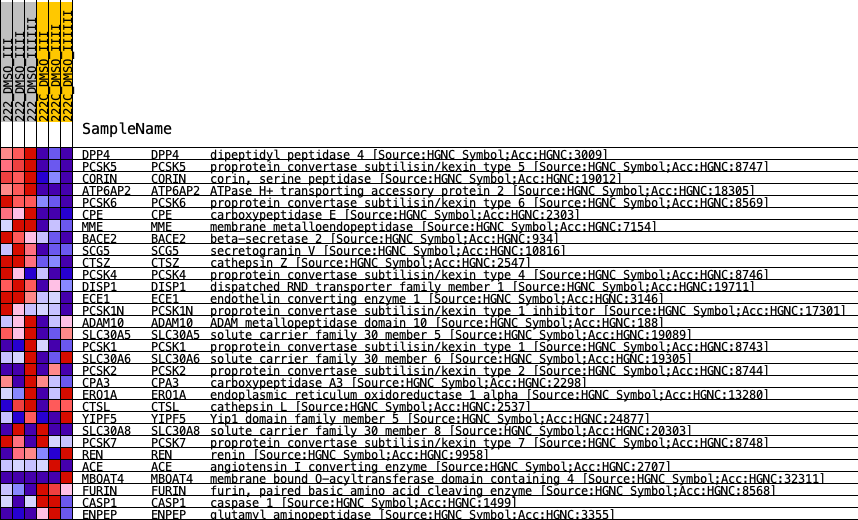 222_DMSO_III
222_DMSO_IIII
222_DMSO_IIIIII
222C_DMSO_III
222C_DMSO_IIII
222C_DMSO_IIIIII
SampleName
DPP4 DPP4 dipeptidyl peptidase 4 [Source:HGNC Symbol;Acc:HGNC:3009]
PCSK5 PCSK5 proprotein convertase subtilisin/kexin type 5 [Source:HGNC Symbol;Acc:HGNC:8747]
CORIN CORIN corin, serine peptidase [Source:HGNC Symbol;Acc:HGNC:19012]
ATP6AP2 ATP6AP2 ATPase H+ transporting accessory protein 2 [Source:HGNC Symbol;Acc:HGNC:18305]
PCSK6 PCSK6 proprotein convertase subtilisin/kexin type 6 [Source:HGNC Symbol;Acc:HGNC:8569]
CPE CPE carboxypeptidase E [Source:HGNC Symbol;Acc:HGNC:2303]
MME MME membrane metalloendopeptidase [Source:HGNC Symbol;Acc:HGNC:7154]
BACE2 BACE2 beta-secretase 2 [Source:HGNC Symbol;Acc:HGNC:934]
SCG5 SCG5 secretogranin V [Source:HGNC Symbol;Acc:HGNC:10816]
CTSZ CTSZ cathepsin Z [Source:HGNC Symbol;Acc:HGNC:2547]
PCSK4 PCSK4 proprotein convertase subtilisin/kexin type 4 [Source:HGNC Symbol;Acc:HGNC:8746]
DISP1 DISP1 dispatched RND transporter family member 1 [Source:HGNC Symbol;Acc:HGNC:19711]
ECE1 ECE1 endothelin converting enzyme 1 [Source:HGNC Symbol;Acc:HGNC:3146]
PCSK1N PCSK1N proprotein convertase subtilisin/kexin type 1 inhibitor [Source:HGNC Symbol;Acc:HGNC:17301]
ADAM10 ADAM10 ADAM metallopeptidase domain 10 [Source:HGNC Symbol;Acc:HGNC:188]
SLC30A5 SLC30A5 solute carrier family 30 member 5 [Source:HGNC Symbol;Acc:HGNC:19089]
PCSK1 PCSK1 proprotein convertase subtilisin/kexin type 1 [Source:HGNC Symbol;Acc:HGNC:8743]
SLC30A6 SLC30A6 solute carrier family 30 member 6 [Source:HGNC Symbol;Acc:HGNC:19305]
PCSK2 PCSK2 proprotein convertase subtilisin/kexin type 2 [Source:HGNC Symbol;Acc:HGNC:8744]
CPA3 CPA3 carboxypeptidase A3 [Source:HGNC Symbol;Acc:HGNC:2298]
ERO1A ERO1A endoplasmic reticulum oxidoreductase 1 alpha [Source:HGNC Symbol;Acc:HGNC:13280]
CTSL CTSL cathepsin L [Source:HGNC Symbol;Acc:HGNC:2537]
YIPF5 YIPF5 Yip1 domain family member 5 [Source:HGNC Symbol;Acc:HGNC:24877]
SLC30A8 SLC30A8 solute carrier family 30 member 8 [Source:HGNC Symbol;Acc:HGNC:20303]
PCSK7 PCSK7 proprotein convertase subtilisin/kexin type 7 [Source:HGNC Symbol;Acc:HGNC:8748]
REN REN renin [Source:HGNC Symbol;Acc:HGNC:9958]
ACE ACE angiotensin I converting enzyme [Source:HGNC Symbol;Acc:HGNC:2707]
MBOAT4 MBOAT4 membrane bound O-acyltransferase domain containing 4 [Source:HGNC Symbol;Acc:HGNC:32311]
FURIN FURIN furin, paired basic amino acid cleaving enzyme [Source:HGNC Symbol;Acc:HGNC:8568]
CASP1 CASP1 caspase 1 [Source:HGNC Symbol;Acc:HGNC:1499]
ENPEP ENPEP glutamyl aminopeptidase [Source:HGNC Symbol;Acc:HGNC:3355]